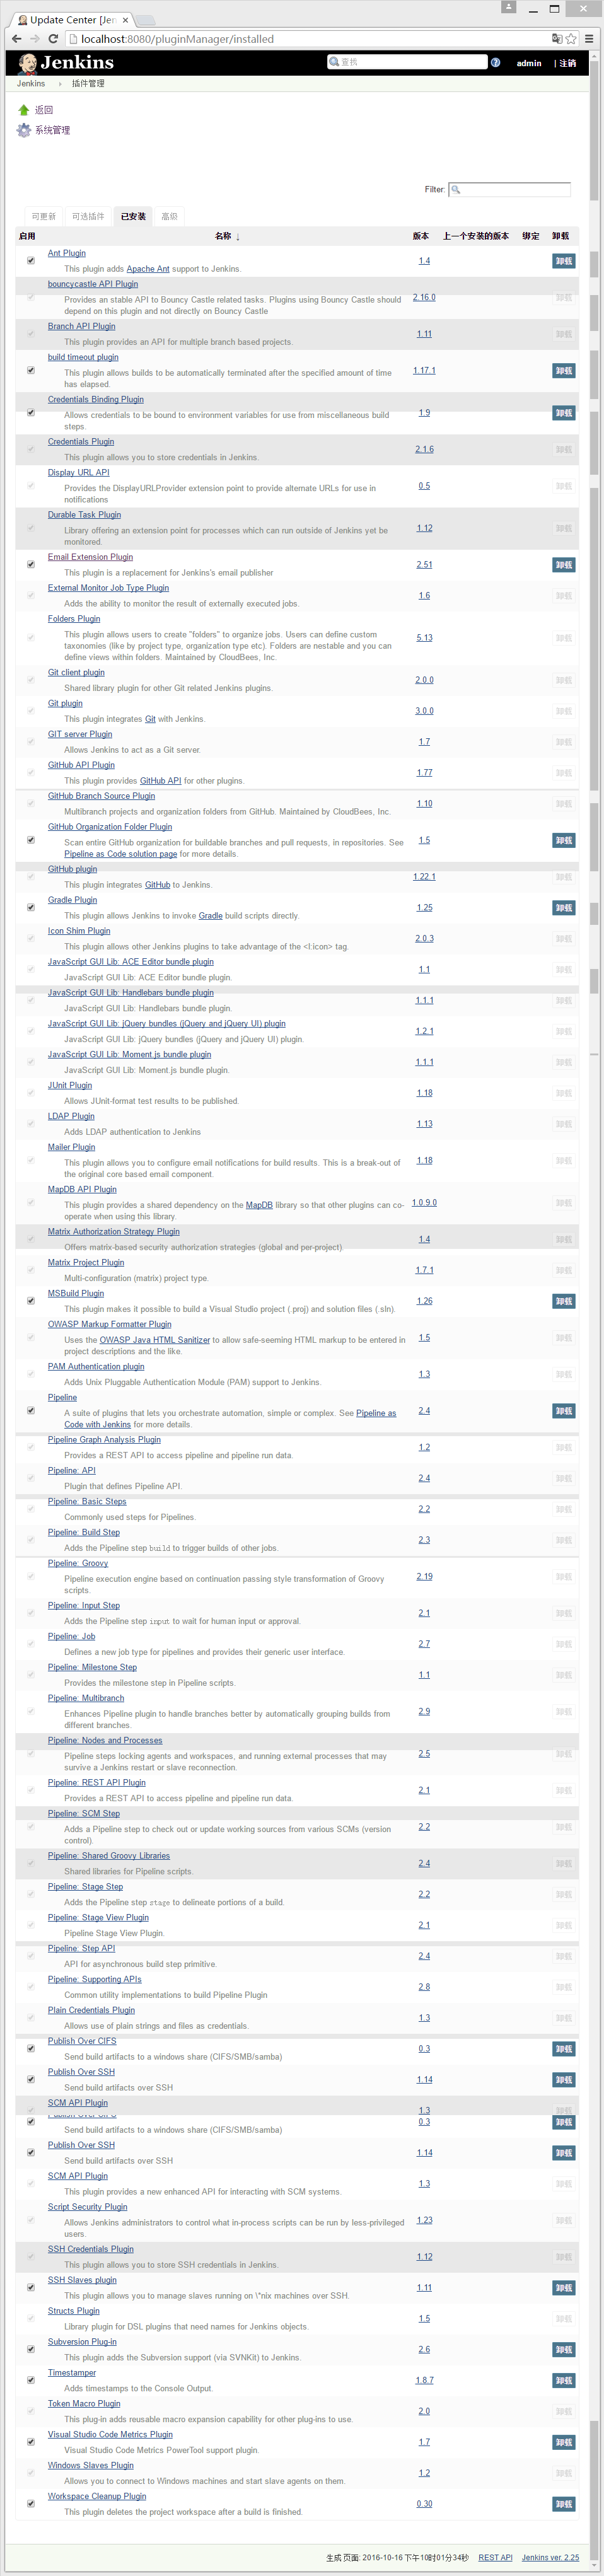 Update Center [Jen
localhost:8080/pluginManager/installed
Jenkins
查找
admin
| 注销
Jenkins
插件管理
返回
系统管理
Filter:
可更新
可选插件
已安装
高级
启用 名称 ↓ 版本 上一个安装的版本 绑定 卸载
Ant Plugin
This plugin adds Apache Ant support to Jenkins.
1.4 卸载
bouncycastle API Plugin
Provides an stable API to Bouncy Castle related tasks. Plugins using Bouncy Castle should
depend on this plugin and not directly on Bouncy Castle
2.16.0 卸载
Branch API Plugin
This plugin provides an API for multiple branch based projects.
1.11 卸载
build timeout plugin
This plugin allows builds to be automatically terminated after the specified amount of time
has elapsed.
1.17.1 卸载
Credentials Binding Plugin
Allows credentials to be bound to environment variables for use from miscellaneous build
steps.
1.9 卸载
Credentials Plugin
This plugin allows you to store credentials in Jenkins.
2.1.6 卸载
Display URL API
Provides the DisplayURLProvider extension point to provide alternate URLs for use in
notifications
0.5 卸载
Durable Task Plugin
Library offering an extension point for processes which can run outside of Jenkins yet be
monitored.
1.12 卸载
Email Extension Plugin
This plugin is a replacement for Jenkins's email publisher
2.51 卸载
External Monitor Job Type Plugin
Adds the ability to monitor the result of externally executed jobs.
1.6 卸载
Folders Plugin
This plugin allows users to create "folders" to organize jobs. Users can define custom
taxonomies (like by project type, organization type etc). Folders are nestable and you can
define views within folders. Maintained by CloudBees, Inc.
5.13 卸载
Git client plugin
Shared library plugin for other Git related Jenkins plugins.
2.0.0 卸载
Git plugin
This plugin integrates Git with Jenkins.
3.0.0 卸载
GIT server Plugin
Allows Jenkins to act as a Git server.
1.7 卸载
GitHub API Plugin
This plugin provides GitHub API for other plugins.
1.77 卸载
GitHub Branch Source Plugin
Multibranch projects and organization folders from GitHub. Maintained by CloudBees, Inc.
1.10 卸载
GitHub Organization Folder Plugin
Scan entire GitHub organization for buildable branches and pull requests, in repositories. See
Pipeline as Code solution page for more details.
1.5 卸载
GitHub plugin
This plugin integrates GitHub to Jenkins.
1.22.1 卸载
Gradle Plugin
This plugin allows Jenkins to invoke Gradle build scripts directly.
1.25 卸载
Icon Shim Plugin
This plugin allows other Jenkins plugins to take advantage of the <l:icon> tag.
2.0.3 卸载
JavaScript GUI Lib: ACE Editor bundle plugin
JavaScript GUI Lib: ACE Editor bundle plugin.
1.1 卸载
JavaScript GUI Lib: Handlebars bundle plugin
JavaScript GUI Lib: Handlebars bundle plugin.
1.1.1 卸载
JavaScript GUI Lib: jQuery bundles (jQuery and jQuery UI) plugin
JavaScript GUI Lib: jQuery bundles (jQuery and jQuery UI) plugin.
1.2.1 卸载
JavaScript GUI Lib: Moment.js bundle plugin
JavaScript GUI Lib: Moment.js bundle plugin.
1.1.1 卸载
JUnit Plugin
Allows JUnit-format test results to be published.
1.18 卸载
LDAP Plugin
Adds LDAP authentication to Jenkins
1.13 卸载
Mailer Plugin
This plugin allows you to configure email notifications for build results. This is a break-out of
the original core based email component.
1.18 卸载
MapDB API Plugin
This plugin provides a shared dependency on the MapDB library so that other plugins can co-
operate when using this library.
1.0.9.0 卸载
Matrix Authorization Strategy Plugin
Offers matrix-based security authorization strategies (global and per-project).
1.4 卸载
Matrix Project Plugin
Multi-configuration (matrix) project type.
1.7.1 卸载
MSBuild Plugin
This plugin makes it possible to build a Visual Studio project (.proj) and solution files (.sln).
1.26 卸载
OWASP Markup Formatter Plugin
Uses the OWASP Java HTML Sanitizer to allow safe-seeming HTML markup to be entered in
project descriptions and the like.
1.5 卸载
PAM Authentication plugin
Adds Unix Pluggable Authentication Module (PAM) support to Jenkins.
1.3 卸载
Pipeline
A suite of plugins that lets you orchestrate automation, simple or complex. See Pipeline as
Code with Jenkins for more details.
2.4 卸载
Pipeline Graph Analysis Plugin
Provides a REST API to access pipeline and pipeline run data.
1.2 卸载
Pipeline: API
Plugin that defines Pipeline API.
2.4 卸载
Pipeline: Basic Steps
Commonly used steps for Pipelines.
2.2 卸载
Pipeline: Build Step
Adds the Pipeline step build to trigger builds of other jobs.
2.3 卸载
Pipeline: Groovy
Pipeline execution engine based on continuation passing style transformation of Groovy
scripts.
2.19 卸载
Pipeline: Input Step
Adds the Pipeline step input to wait for human input or approval.
2.1 卸载
Pipeline: Job
Defines a new job type for pipelines and provides their generic user interface.
2.7 卸载
Pipeline: Milestone Step
Provides the milestone step in Pipeline scripts.
1.1 卸载
Pipeline: Multibranch
Enhances Pipeline plugin to handle branches better by automatically grouping builds from
different branches.
2.9 卸载
Pipeline: Nodes and Processes
Pipeline steps locking agents and workspaces, and running external processes that may
survive a Jenkins restart or slave reconnection.
2.5 卸载
Pipeline: REST API Plugin
Provides a REST API to access pipeline and pipeline run data.
2.1 卸载
Pipeline: SCM Step
Adds a Pipeline step to check out or update working sources from various SCMs (version
control).
2.2 卸载
Pipeline: Shared Groovy Libraries
Shared libraries for Pipeline scripts.
2.4 卸载
Pipeline: Stage Step
Adds the Pipeline step stage to delineate portions of a build.
2.2 卸载
Pipeline: Stage View Plugin
Pipeline Stage View Plugin.
2.1 卸载
Pipeline: Step API
API for asynchronous build step primitive.
2.4 卸载
Pipeline: Supporting APIs
Common utility implementations to build Pipeline Plugin
2.8 卸载
Plain Credentials Plugin
Allows use of plain strings and files as credentials.
1.3 卸载
Publish Over CIFS
Send build artifacts to a windows share (CIFS/SMB/samba)
0.3 卸载
Publish Over SSH
Send build artifacts over SSH
1.14 卸载
SCM API Plugin
1.3 卸载
Publish Over CIFS
Send build artifacts to a windows share (CIFS/SMB/samba)
0.3 卸载
Publish Over SSH
Send build artifacts over SSH
1.14 卸载
SCM API Plugin
This plugin provides a new enhanced API for interacting with SCM systems.
1.3 卸载
Script Security Plugin
Allows Jenkins administrators to control what in-process scripts can be run by less-privileged
users.
1.23 卸载
SSH Credentials Plugin
This plugin allows you to store SSH credentials in Jenkins.
1.12 卸载
SSH Slaves plugin
This plugin allows you to manage slaves running on \*nix machines over SSH.
1.11 卸载
Structs Plugin
Library plugin for DSL plugins that need names for Jenkins objects.
1.5 卸载
Subversion Plug-in
This plugin adds the Subversion support (via SVNKit) to Jenkins.
2.6 卸载
Timestamper
Adds timestamps to the Console Output.
1.8.7 卸载
Token Macro Plugin
This plug-in adds reusable macro expansion capability for other plug-ins to use.
2.0 卸载
Visual Studio Code Metrics Plugin
Visual Studio Code Metrics PowerTool support plugin.
1.7 卸载
Windows Slaves Plugin
Allows you to connect to Windows machines and start slave agents on them.
1.2 卸载
Workspace Cleanup Plugin
This plugin deletes the project workspace after a build is finished.
0.30 卸载
生成 页面: 2016-10-16 下午10时01分34秒 REST API Jenkins ver. 2.25